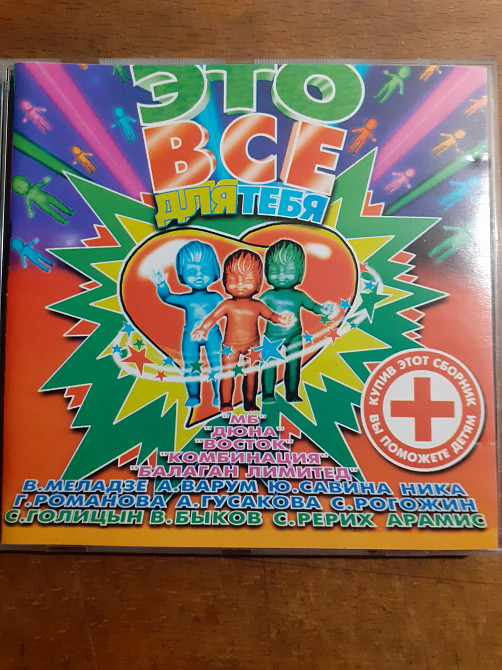 ЭТО
ВСЕ
ДЛЯ ТЕБЯ
КУПИВ ЭТОТ СБОРНИК
ВЫ ПОМОЖЕТЕ ДЕТЯМ
"МБ"
"ДЮНА"
"ВОСТОК"
"КОМБИНАЦИЯ"
"БАЛАГАН ЛИМИТЕД"
В.МЕЛАДЗЕ А.ВАРУМ Ю.САВИНА НИКА
Г.РОМАНОВА А.ГУСАКОВА С.РОГОЖИН
С.ГОЛИЦЫН В.БЫКОВ С.РЕРИХ АРАМИС